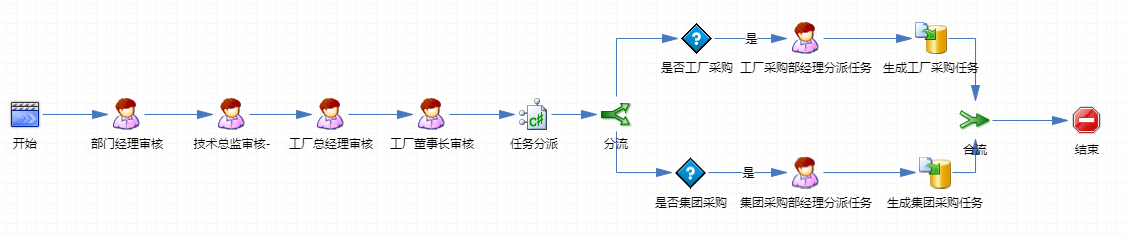 是
是否工厂采购
工厂采购部经理分派任务
生成工厂采购任务
开始
部门经理审核
技术总监审核-
工厂总经理审核
工厂董事长审核
C#
任务分派
分流
合流
结束
是
是否集团采购
集团采购部经理分派任务
生成集团采购任务